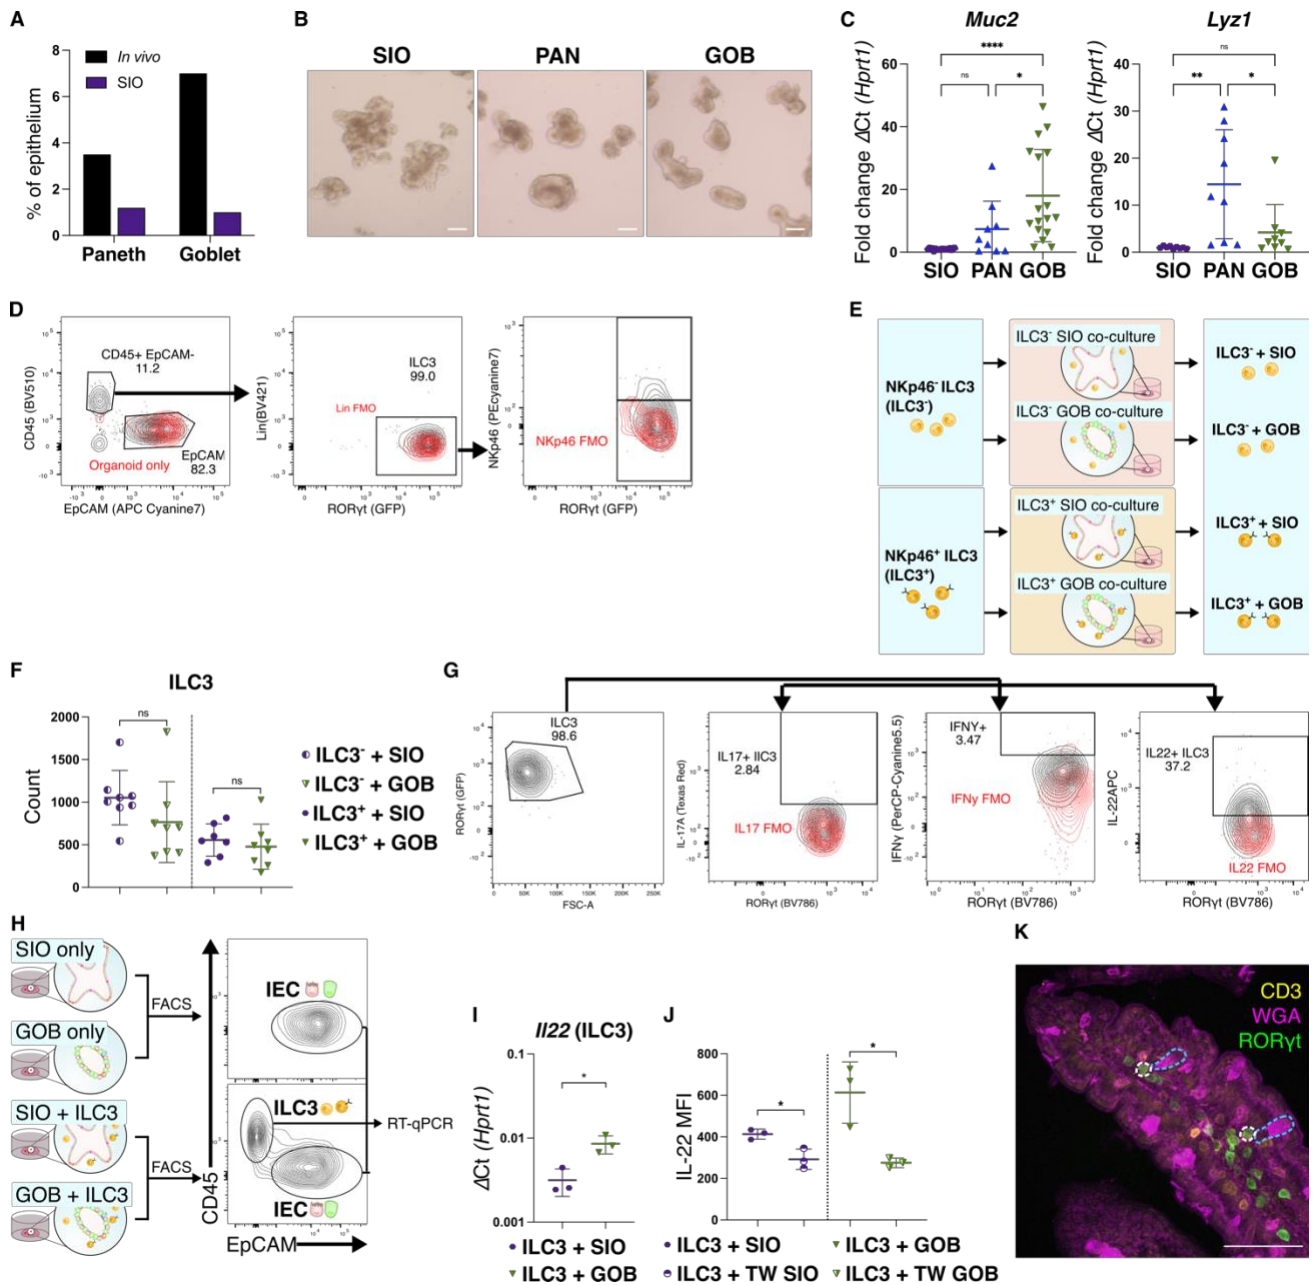 A
8
6
4
2
0
% of epithelium
In vivo
SIO
Paneth
Goblet
B
SIO
PAN
GOB
C
Muc2
Fold change ΔCt (Hprt1)
60
40
20
0
****
ns
*
SIO
PAN
GOB
Lyz1
Fold change ΔCt (Hprt1)
40
30
20
10
0
ns
**
*
SIO
PAN
GOB
D
CD45 (BV510)
CD45+ EpCAM-
11.2
Organoid only
EpCAM
82.3
EpCAM (APC Cyanine7)
Lin(BV421)
ILC3
99.0
Lin FMO
RORγt (GFP)
NKp46 (PEcyanine7)
NKp46 FMO
RORγt (GFP)
E
NKp46⁻ ILC3
(ILC3⁻)
ILC3⁻ SIO co-culture
ILC3⁻ GOB co-culture
ILC3⁻ + SIO
ILC3⁻ + GOB
NKp46⁺ ILC3
(ILC3⁺)
ILC3⁺ SIO co-culture
ILC3⁺ GOB co-culture
ILC3⁺ + SIO
ILC3⁺ + GOB
F
ILC3
Count
2000
1500
1000
500
0
ns
ns
ILC3⁻ + SIO
ILC3⁻ + GOB
ILC3⁺ + SIO
ILC3⁺ + GOB
G
RORγt (GFP)
ILC3
98.6
0 50K 100K 150K 200K 250K
FSC-A
IL-17A (Texas Red)
IL17+ IIC3
2.84
IL17 FMO
RORγt (BV786)
IFNγ (PerCP-Cyanine5.5)
IFNY+
3.47
IFNγ FMO
RORγt (BV786)
IL-22APC
IL22+ ILC3
37.2
IL22 FMO
RORγt (BV786)
H
SIO only
GOB only
SIO + ILC3
GOB + ILC3
FACS
FACS
CD45
IEC
ILC3
IEC
EpCAM
RT-qPCR
I
Il22 (ILC3)
ΔCt (Hprt1)
0.1
0.01
0.001
*
ILC3 + SIO
ILC3 + GOB
J
IL-22 MFI
800
600
400
200
0
*
*
ILC3 + SIO
ILC3 + TW SIO
ILC3 + GOB
ILC3 + TW GOB
K
CD3
WGA
RORγt